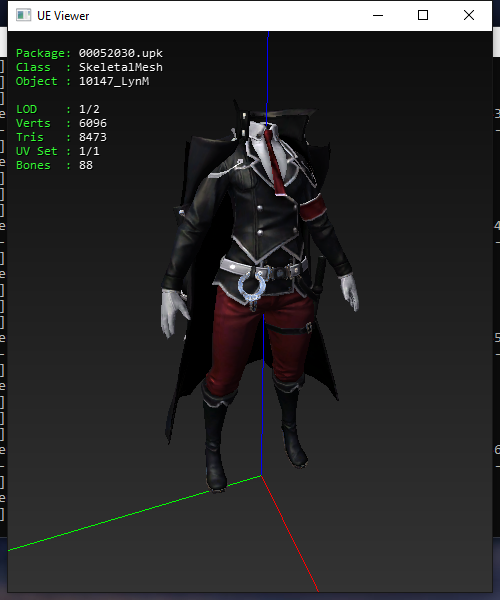 UE Viewer
Package: 00052030.upk
Class : SkeletalMesh
Object : 10147_LynM
LOD : 1/2
Verts : 6096
Tris : 8473
UV Set : 1/1
Bones : 88